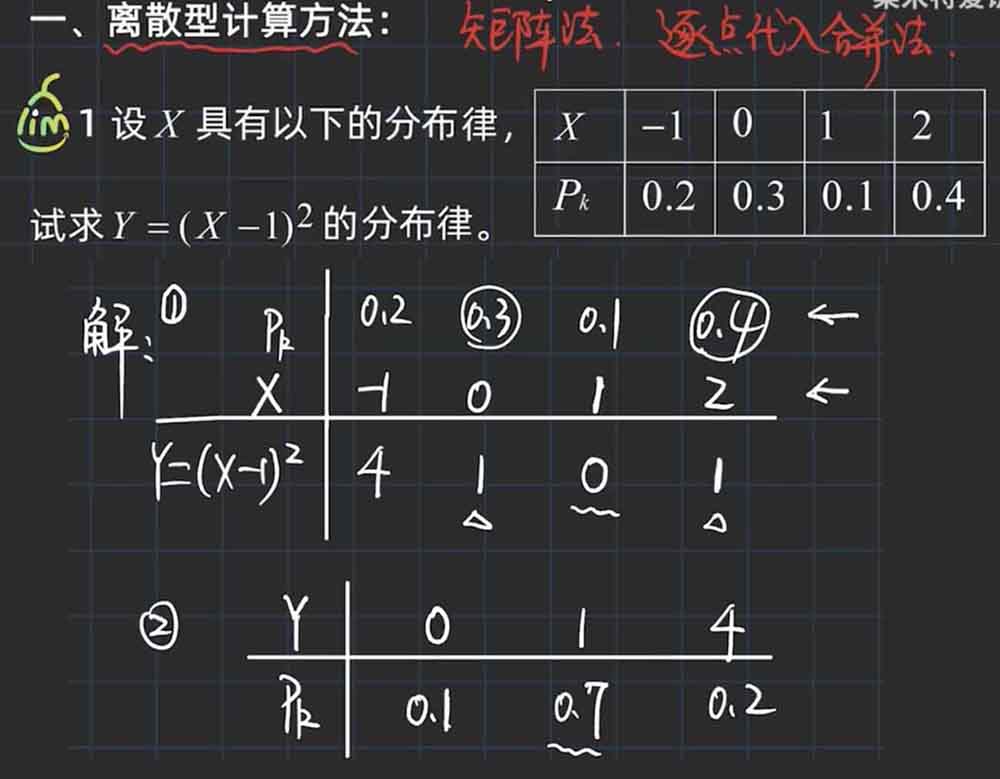 一、离散型计算方法： 矩阵法. 逐点代入合并法.
lim 1 设 X 具有以下的分布律，
X -1 0 1 2
Pk 0.2 0.3 0.1 0.4
试求 Y = (X -1)² 的分布律。
解: ① Pk 0.2 0.3 0.1 0.4 ←
X -1 0 1 2 ←
Y=(X-1)² 4 1 0 1
△ △
② Y 0 1 4
Pk 0.1 0.7 0.2